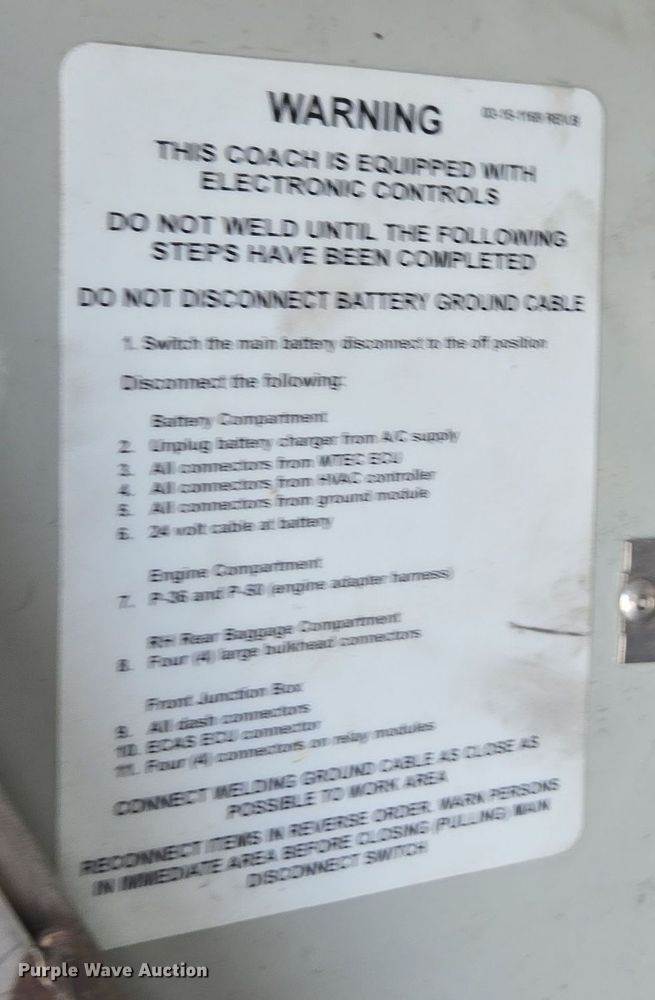 WARNING
THIS COACH IS EQUIPPED WITH
ELECTRONIC CONTROLS
DO NOT WELD UNTIL THE FOLLOWING
STEPS HAVE BEEN COMPLETED
DO NOT DISCONNECT BATTERY GROUND CABLE
1. Switch the main battery disconnect to the off position
Disconnect the following:
Battery Compartment
2. Unplug battery charger from A/C supply
3. All connectors from MTEC ECU
4. All connectors from HVAC controller
5. All connectors from ground module
6. 24 volt cable at battery
Engine Compartment
7. P-36 and (engine adapter harness)
RH Rear Baggage Compartment
8. Four (4) large bulkhead connectors
Front Junction Box
9. All dash connectors
10. ECAS ECU connector
11. Four (4) connectors on relay modules
CONNECT WELDING GROUND CABLE AS CLOSE AS
POSSIBLE TO WORK AREA
RECONNECT ITEMS IN REVERSE ORDER. WARN PERSONS
IN IMMEDIATE AREA BEFORE CLOSING (PULLING) MAIN
DISCONNECT SWITCH
Purple Wave Auction